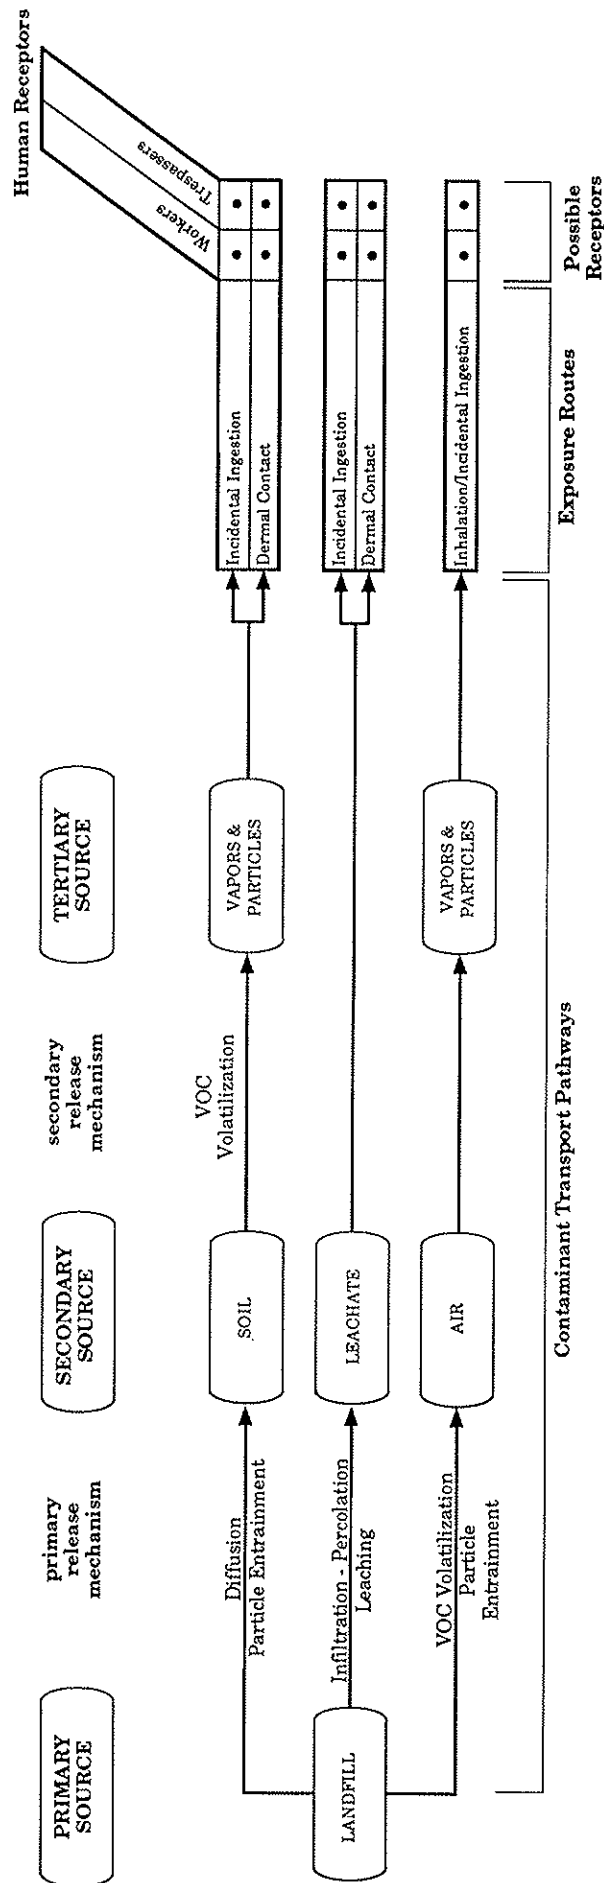 PRIMARY
SOURCE
primary
release
mechanism
SECONDARY
SOURCE
secondary
release
mechanism
TERTIARY
SOURCE
Human Receptors
Workers
Trespassers
LANDFILL
Diffusion
Particle Entrainment
SOIL
VOC
Volatilization
VAPORS &
PARTICLES
Incidental Ingestion
Dermal Contact
Infiltration - Percolation
Leaching
LEACHATE
Incidental Ingestion
Dermal Contact
VOC Volatilization
Particle
Entrainment
AIR
VAPORS &
PARTICLES
Inhalation/Incidental Ingestion
Contaminant Transport Pathways
Exposure Routes
Possible
Receptors